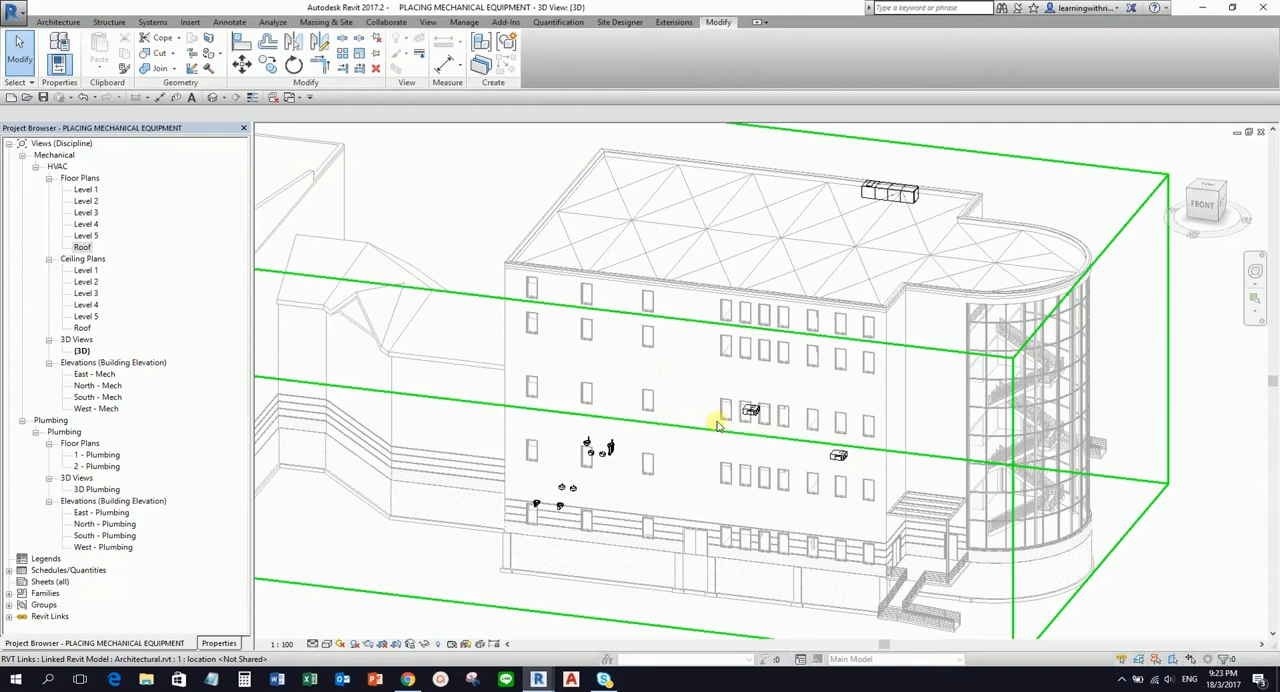 Autodesk Revit 2017.2 - PLACING MECHANICAL EQUIPMENT - 3D View: {3D}
Type a keyword or phrase
learningwithri...
Architecture Structure Systems Insert Annotate Analyze Massing & Site Collaborate View Manage Add-Ins Quantification Site Designer Extensions Modify
Modify
Paste
Cope
Cut
Join
Select Properties Clipboard Geometry Modify View Measure Create
Project Browser - PLACING MECHANICAL EQUIPMENT
Views (Discipline)
Mechanical
HVAC
Floor Plans
Level 1
Level 2
Level 3
Level 4
Level 5
Roof
Ceiling Plans
Level 1
Level 2
Level 3
Level 4
Level 5
Roof
3D Views
{3D}
Elevations (Building Elevation)
East - Mech
North - Mech
South - Mech
West - Mech
Plumbing
Plumbing
Floor Plans
1 - Plumbing
2 - Plumbing
3D Views
3D Plumbing
Elevations (Building Elevation)
East - Plumbing
North - Plumbing
South - Plumbing
West - Plumbing
Legends
Schedules/Quantities
Sheets (all)
Families
Groups
Revit Links
FRONT
Project Browser - PLACING MECHANICAL EQUIPMENT Properties
1 : 100
RVT Links : Linked Revit Model : Architectural.rvt : 1 : location <Not Shared>
:0
Main Model
:0
ENG
9:23 PM
18/3/2017